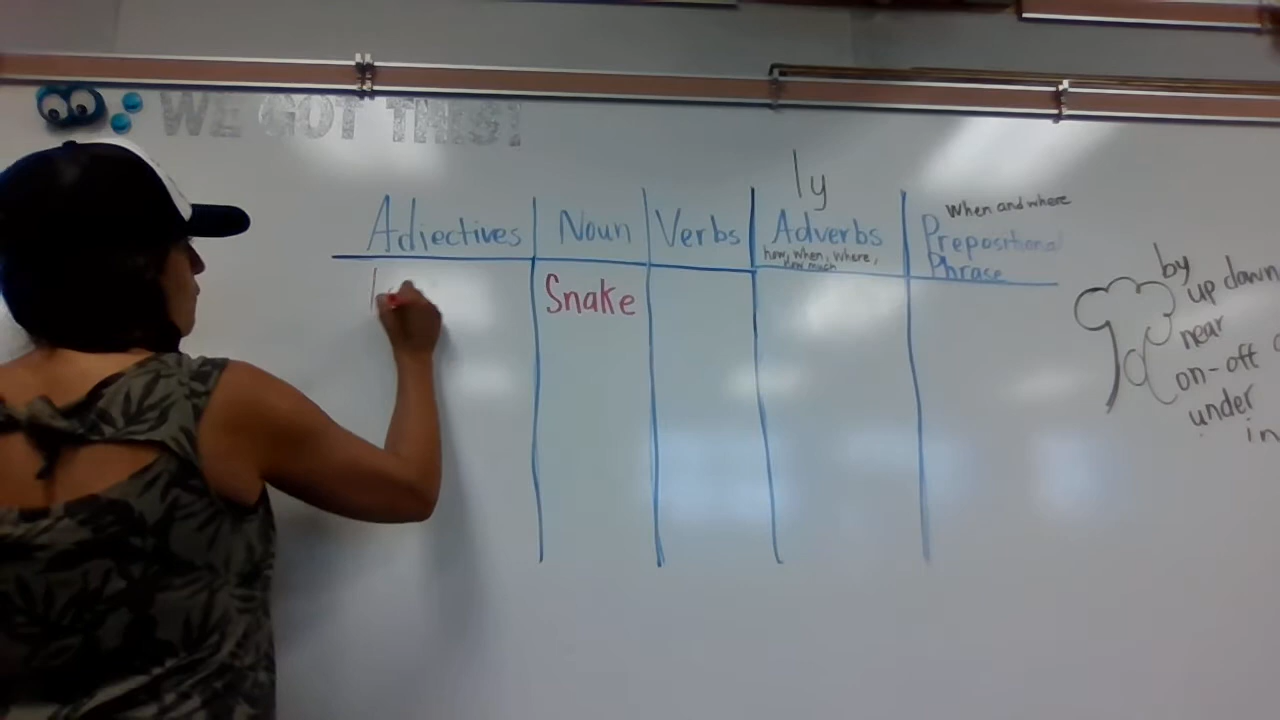 WE GOT THIS!
ly
Adjectives Noun Verbs Adverbs
how, when, where,
how much
When and where
Prepositional
Phrase
Snake
by
up down
near
on-off
under
in